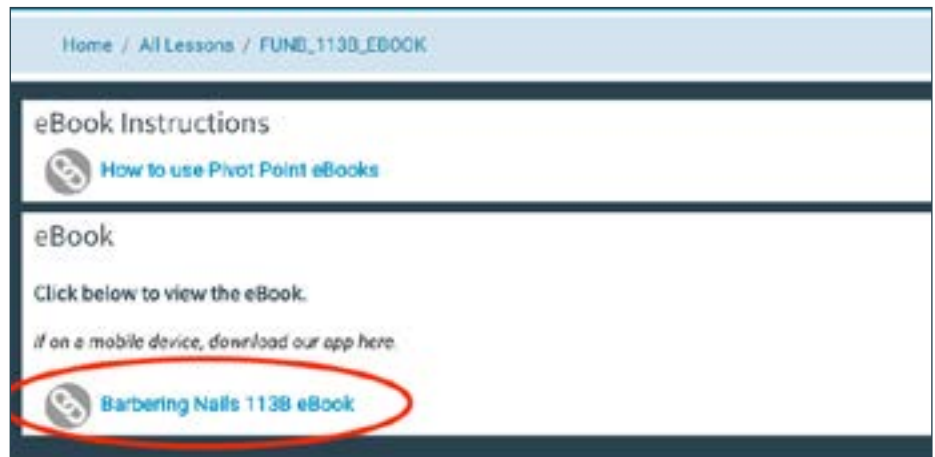 Home / All Lessons / FUNB_113B_EBOOK
eBook Instructions
How to use Pivot Point eBooks
eBook
Click below to view the eBook.
If on a mobile device, download our app here.
Barbering Nails 113B eBook